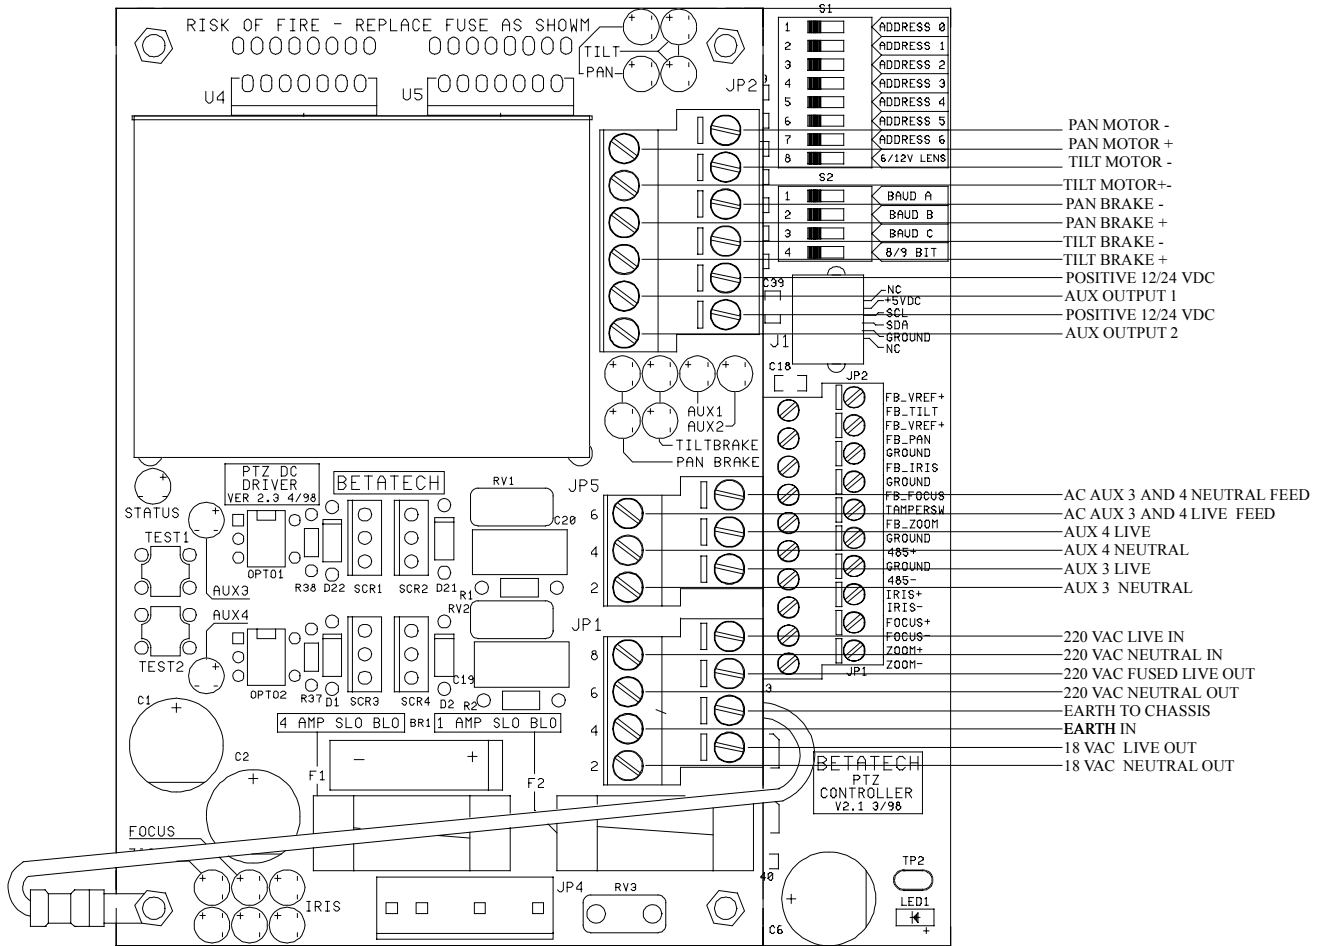 RISK OF FIRE - REPLACE FUSE AS SHOWM
TILT
PAN
U4
U5
JP2
S1
1 ADDRESS 0
2 ADDRESS 1
3 ADDRESS 2
4 ADDRESS 3
5 ADDRESS 4
6 ADDRESS 5
7 ADDRESS 6
8 6/12V LENS
S2
1 BAUD A
2 BAUD B
3 BAUD C
4 8/9 BIT
PAN MOTOR -
PAN MOTOR +
TILT MOTOR -
TILT MOTOR+-
PAN BRAKE -
PAN BRAKE +
TILT BRAKE -
TILT BRAKE +
POSITIVE 12/24 VDC
AUX OUTPUT 1
POSITIVE 12/24 VDC
AUX OUTPUT 2
C39
NC
+5VDC
SCL
SDA
GROUND
NC
J1
C18
JP2
AUX1
AUX2
TILTBRAKE
PAN BRAKE
FB_VREF+
FB_TILT
FB_VREF+
FB_PAN
GROUND
FB_IRIS
GROUND
FB_FOCUS
TAMPERSW
FB_ZOOM
GROUND
485+
GROUND
485-
IRIS+
IRIS-
FOCUS+
FOCUS-
ZOOM+
ZOOM-
JP1
STATUS
PTZ DC
DRIVER
VER 2.3 4/98
BETATECH
RV1
JP5
6
4
2
C20
TEST1
OPTO1
R38
D22
SCR1
SCR2
D21
R1
RV2
AUX3
AUX4
TEST2
OPTO2
R37
D1
SCR3
SCR4
D2
C19
R2
JP1
8
6
4
2
AC AUX 3 AND 4 NEUTRAL FEED
AC AUX 3 AND 4 LIVE FEED
AUX 4 LIVE
AUX 4 NEUTRAL
AUX 3 LIVE
AUX 3 NEUTRAL
220 VAC LIVE IN
220 VAC NEUTRAL IN
220 VAC FUSED LIVE OUT
220 VAC NEUTRAL OUT
EARTH TO CHASSIS
EARTH IN
18 VAC LIVE OUT
18 VAC NEUTRAL OUT
C1
C2
4 AMP SLO BLO
BR1
1 AMP SLO BLO
F1
F2
- +
BETATECH
PTZ
CONTROLLER
V2.1 3/98
FOCUS
IRIS
JP4
RV3
40
C6
TP2
LED1